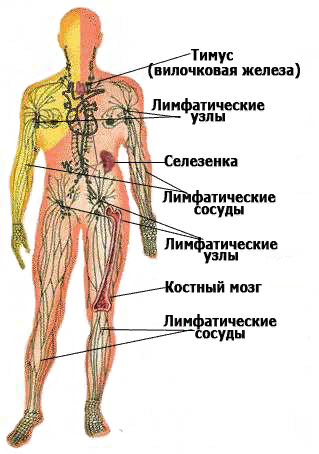 Тимус
(вилочковая железа)
Лимфатические
узлы
Селезенка
Лимфатические
сосуды
Лимфатические
узлы
Костный мозг
Лимфатические
сосуды